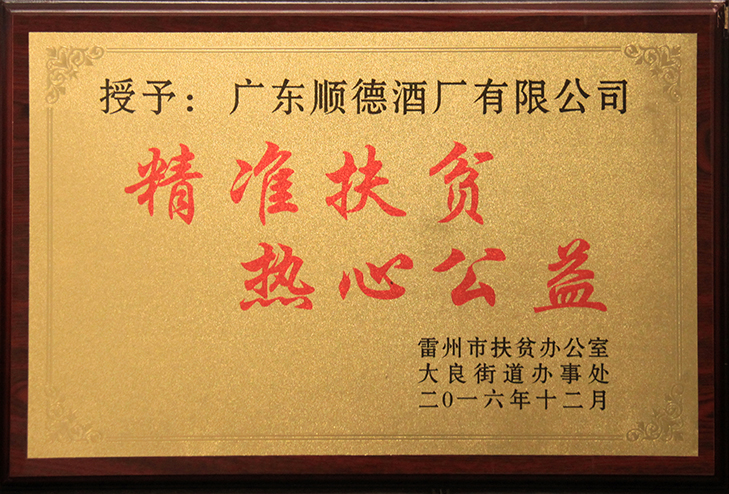 授予：广东顺德酒厂有限公司
精准扶贫
热心公益
雷州市扶贫办公室
大良街道办事处
二0一六年十二月